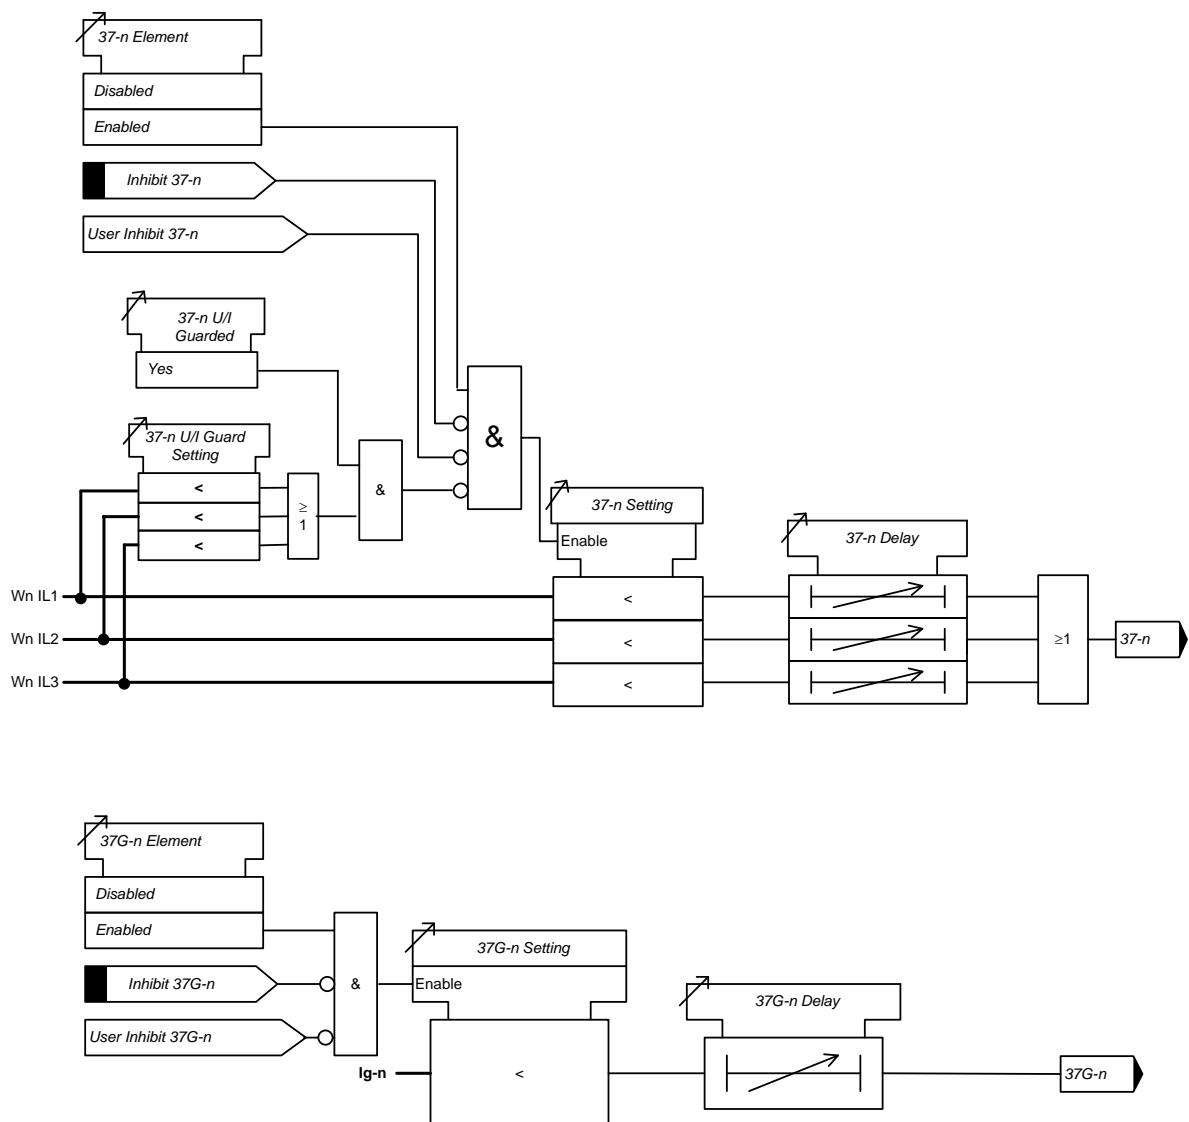 37-n Element
Disabled
Enabled
Inhibit 37-n
User Inhibit 37-n
37-n U/I
Guarded
Yes
37-n U/I Guard
Setting
<
<
<
≥
1
&
&
37-n Setting
Enable
37-n Delay
Wn IL1
<
Wn IL2
<
≥1
37-n
Wn IL3
<
37G-n Element
Disabled
Enabled
Inhibit 37G-n
User Inhibit 37G-n
&
37G-n Setting
Enable
37G-n Delay
Ig-n
<
37G-n